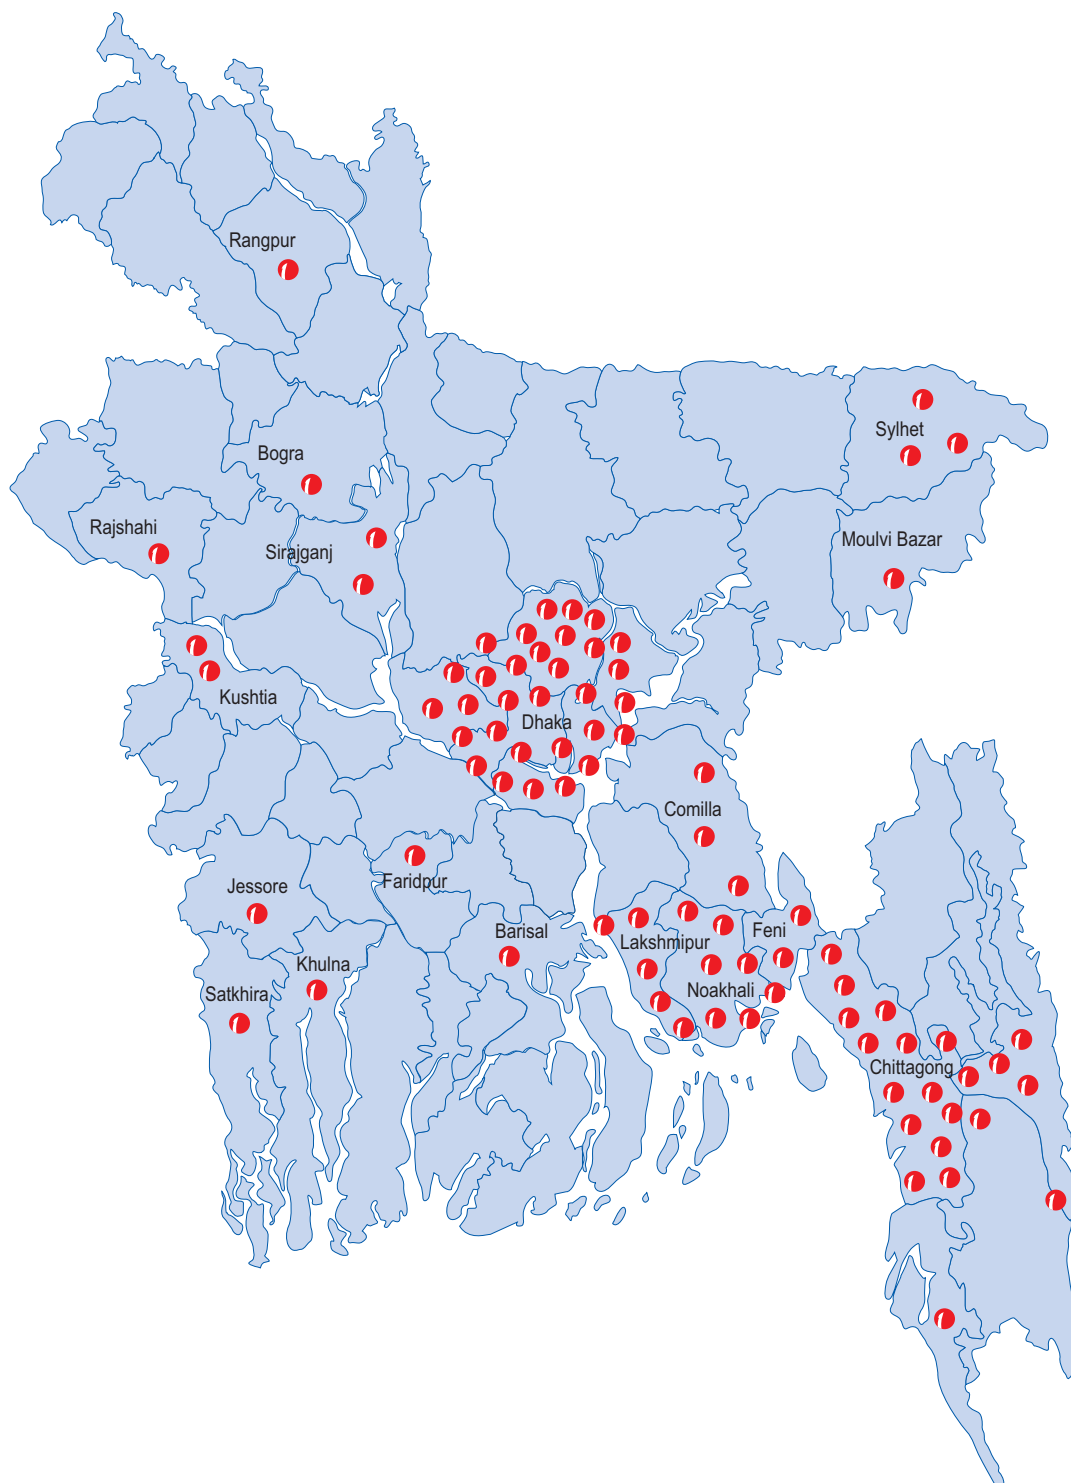 Rangpur
Sylhet
Bogra
Rajshahi
Moulvi Bazar
Sirajganj
Kushtia
Dhaka
Comilla
Faridpur
Jessore
Barisal
Feni
Lakshmipur
Khulna
Satkhira
Noakhali
Chittagong